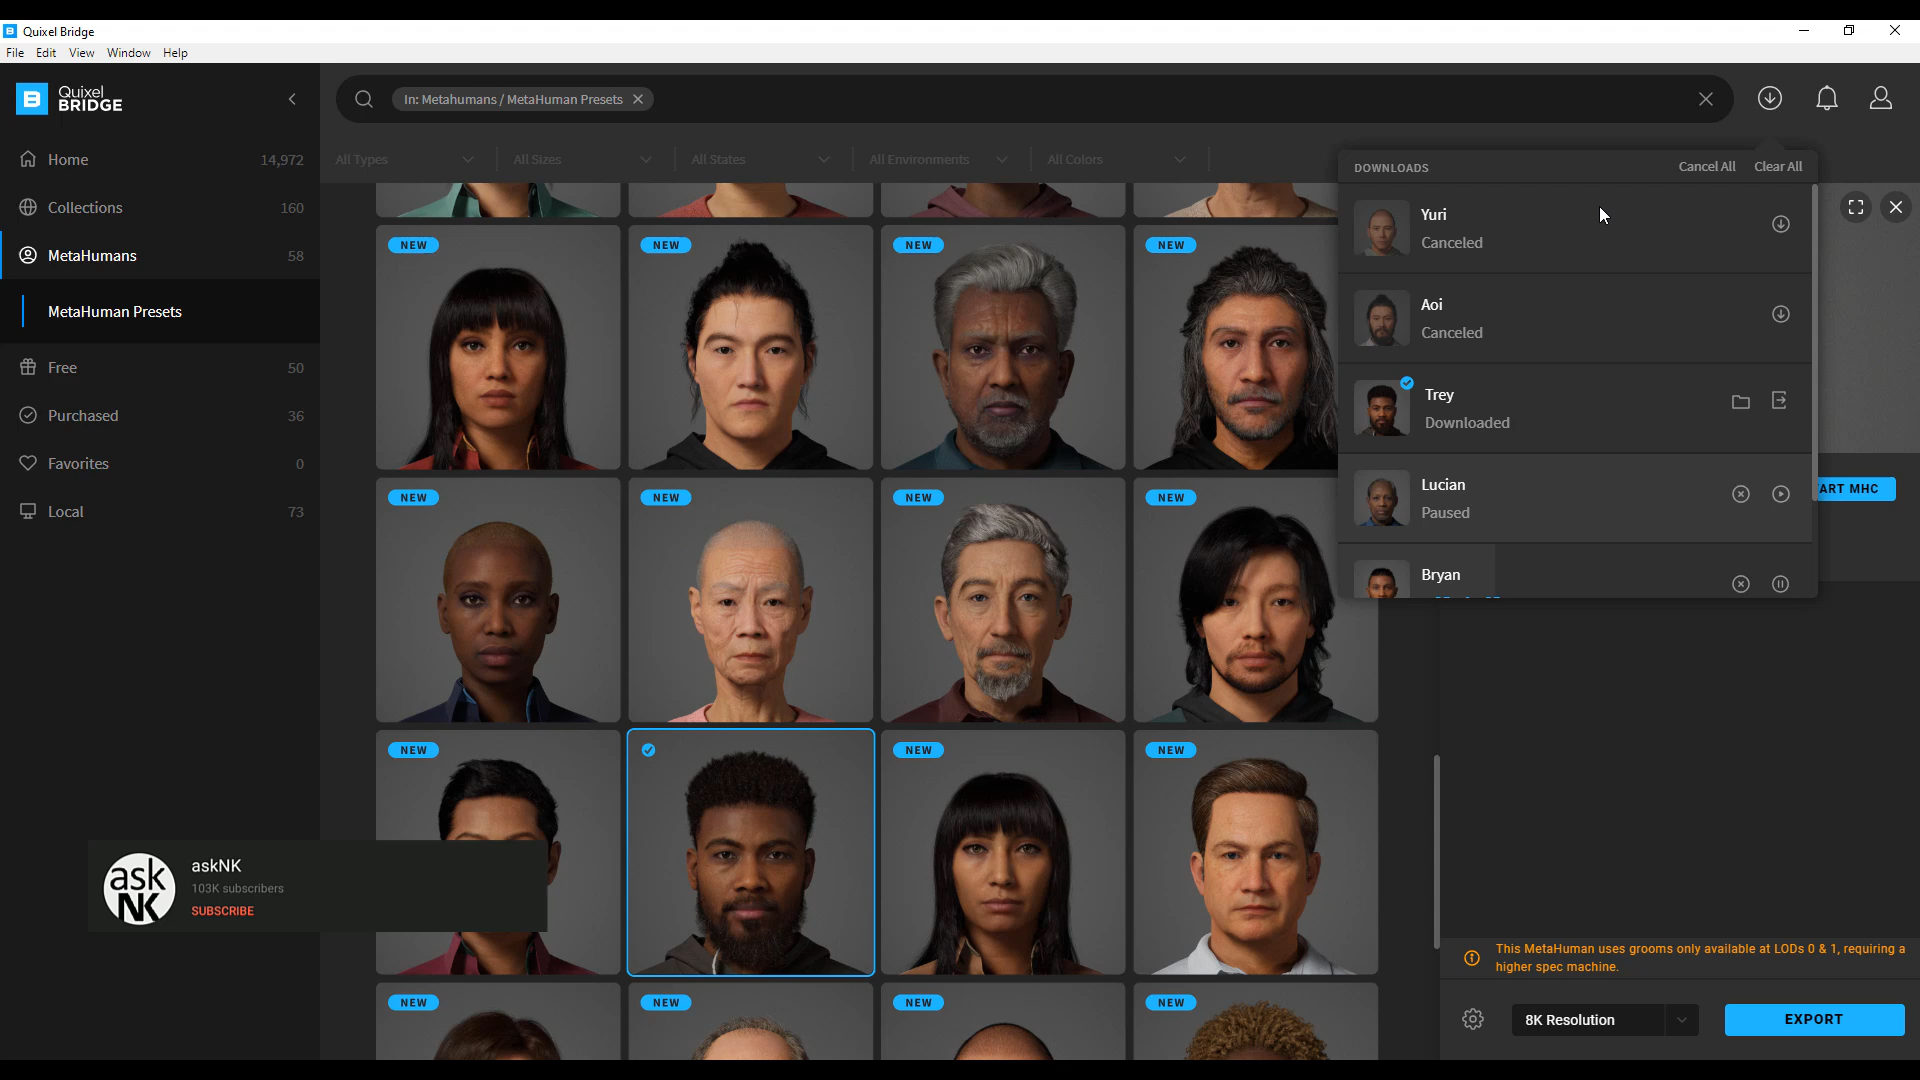 Quixel Bridge
File Edit View Window Help
Quixel
BRIDGE
In: Metahumans / MetaHuman Presets
Home 14,972
Collections 160
MetaHumans 58
MetaHuman Presets
Free 50
Purchased 36
Favorites 0
Local 73
All Types All Sizes All States All Environments All Colors
DOWNLOADS Cancel All Clear All
Yuri
Canceled
Aoi
Canceled
Trey
Downloaded
Lucian
Paused
Bryan
ART MHC
NEW NEW NEW NEW
NEW NEW NEW NEW
NEW NEW NEW
NEW NEW NEW NEW
ask
NK
askNK
103K subscribers
SUBSCRIBE
This MetaHuman uses grooms only available at LODs 0 & 1, requiring a
higher spec machine.
8K Resolution
EXPORT